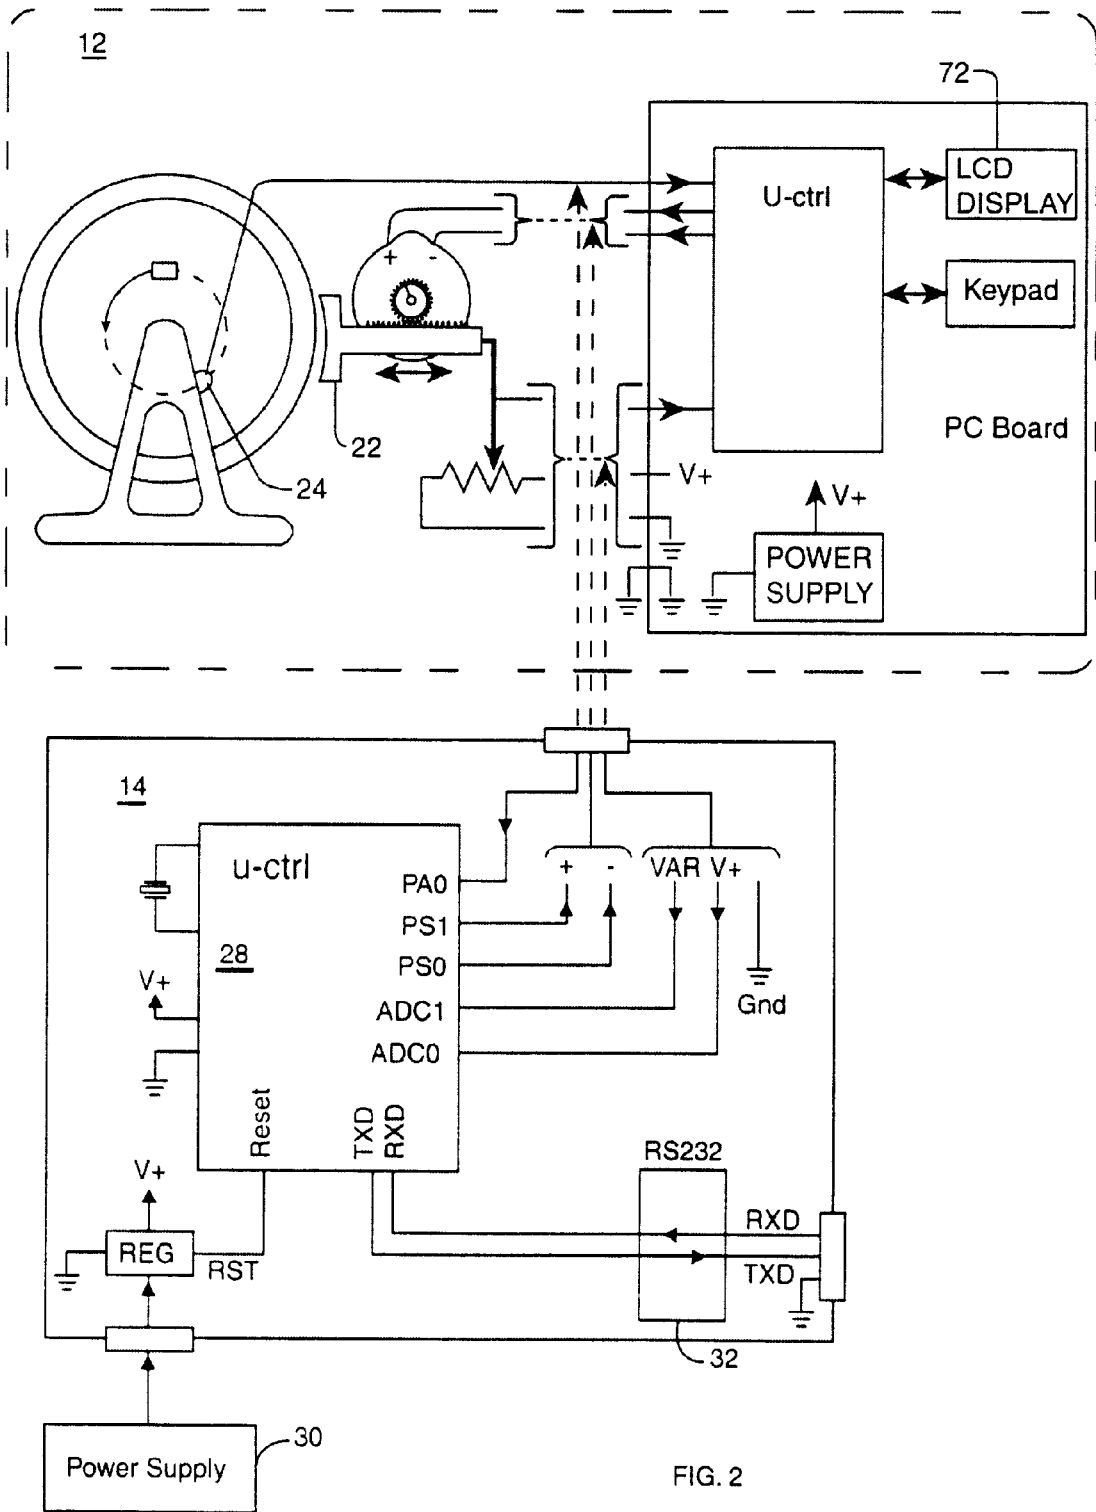 12
72
U-ctrl
LCD
DISPLAY
+ -
Keypad
22
PC Board
24
V+
V+
POWER
SUPPLY
14
u-ctrl
28
PA0
PS1
PS0
ADC1
ADC0
+ -
VAR V+
Gnd
V+
Reset
TXD
RXD
RS232
V+
REG
RST
RXD
TXD
32
30
Power Supply
FIG. 2